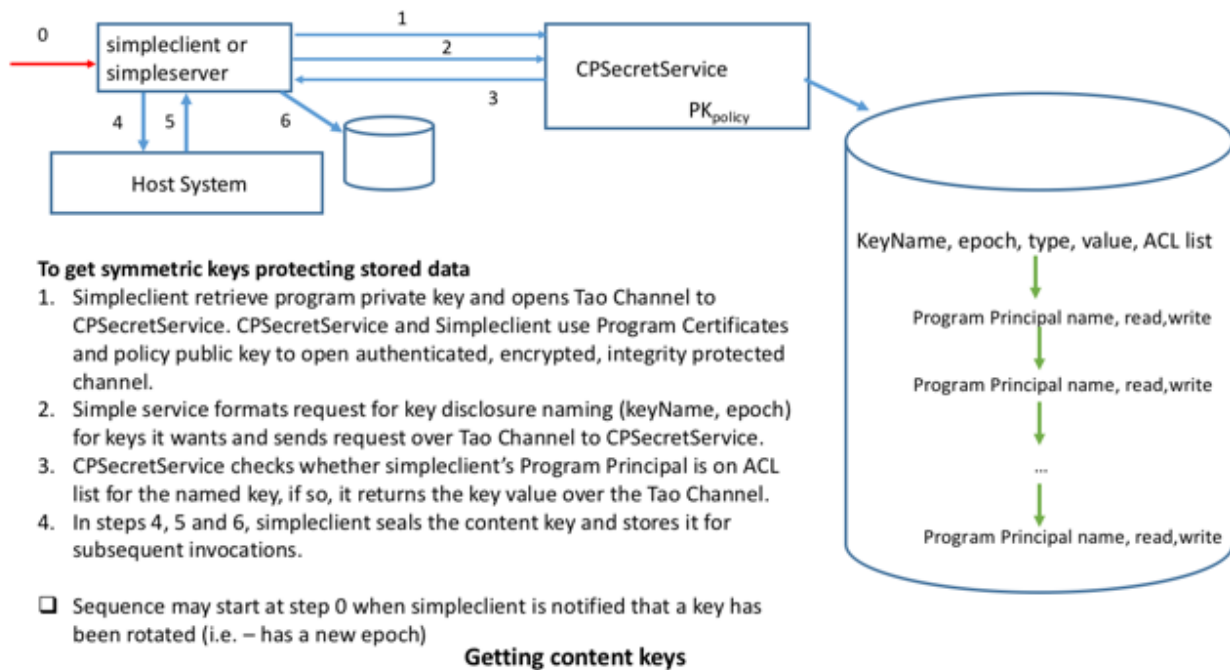 0
simpleclient or
simpleserver
1
2
3
CPSecretService
PKpolicy
4
5
6
Host System
KeyName, epoch, type, value, ACL list
Program Principal name, read,write
Program Principal name, read,write
...
Program Principal name, read,write
To get symmetric keys protecting stored data
1. Simpleclient retrieve program private key and opens Tao Channel to
CPSecretService. CPSecretService and Simpleclient use Program Certificates
and policy public key to open authenticated, encrypted, integrity protected
channel.
2. Simple service formats request for key disclosure naming (keyName, epoch)
for keys it wants and sends request over Tao Channel to CPSecretService.
3. CPSecretService checks whether simpleclient's Program Principal is on ACL
list for the named key, if so, it returns the key value over the Tao Channel.
4. In steps 4, 5 and 6, simpleclient seals the content key and stores it for
subsequent invocations.
❑ Sequence may start at step 0 when simpleclient is notified that a key has
been rotated (i.e. – has a new epoch)
Getting content keys